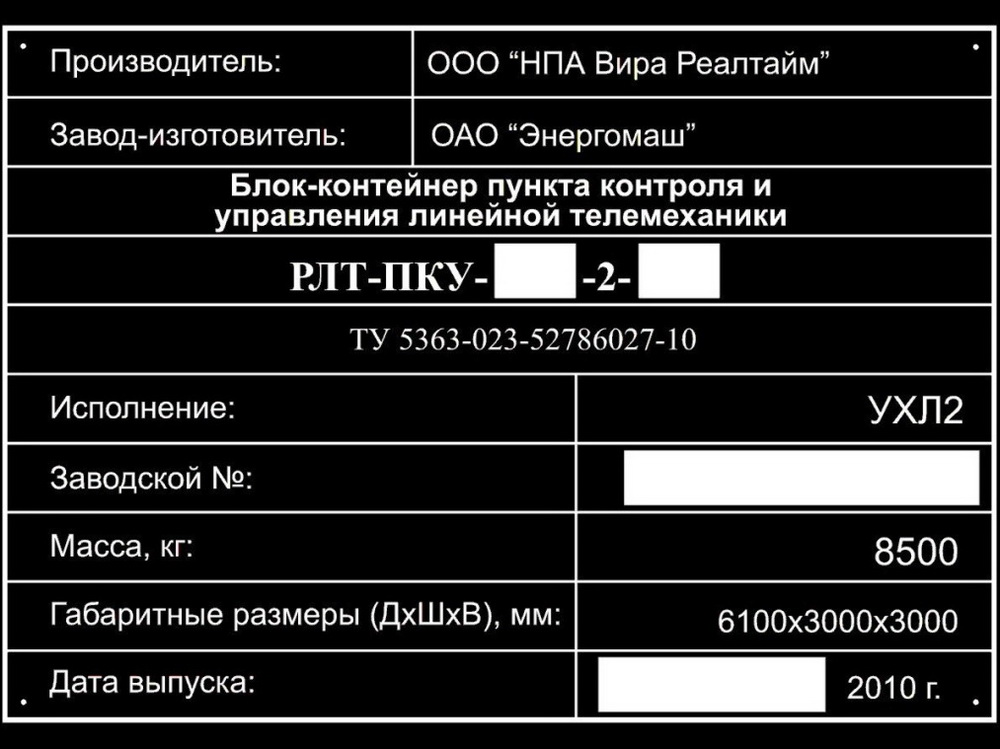 Производитель: ООО “НПА Вира Реалтайм”
Завод-изготовитель: ОАО “Энергомаш”
Блок-контейнер пункта контроля и
управления линейной телемеханики
РЛТ-ПКУ- -2-
ТУ 5363-023-52786027-10
Исполнение: УХЛ2
Заводской №:
Масса, кг: 8500
Габаритные размеры (ДхШхВ), мм: 6100х3000х3000
Дата выпуска: 2010 г.